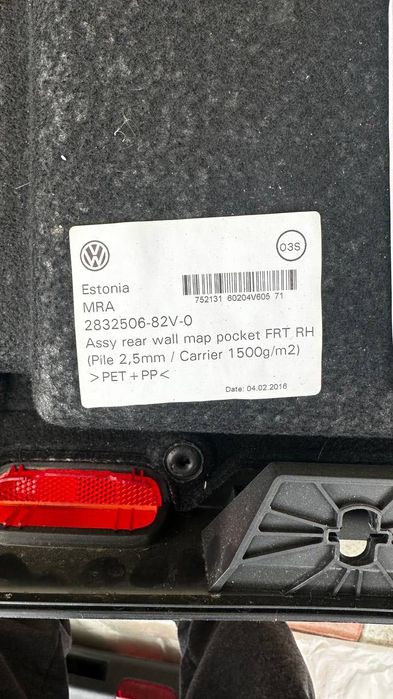 03S
Estonia
MRA
752131 60204V605 71
2832506-82V-0
Assy rear wall map pocket FRT RH
(Pile 2,5mm / Carrier 1500g/m2)
>PET+PP<
Date: 04.02.2016